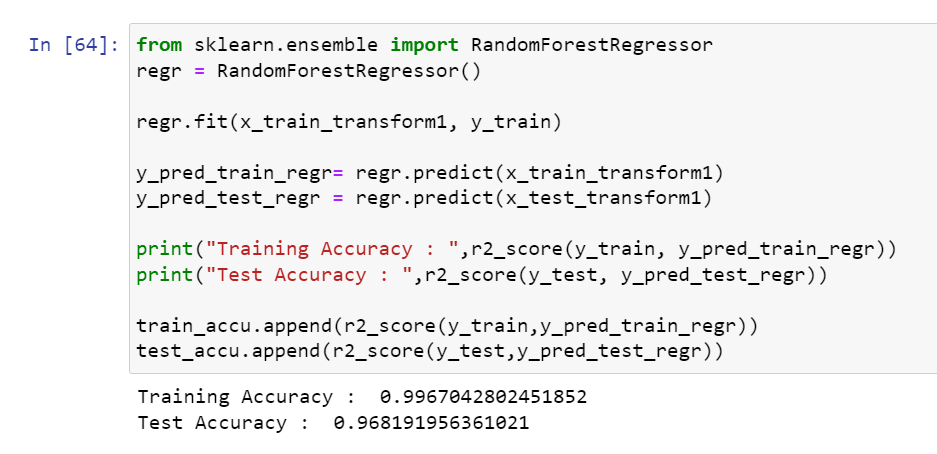 In [64]: from sklearn.ensemble import RandomForestRegressor
regr = RandomForestRegressor()
regr.fit(x_train_transform1, y_train)
y_pred_train_regr= regr.predict(x_train_transform1)
y_pred_test_regr = regr.predict(x_test_transform1)
print("Training Accuracy : ",r2_score(y_train, y_pred_train_regr))
print("Test Accuracy : ",r2_score(y_test, y_pred_test_regr))
train_accu.append(r2_score(y_train,y_pred_train_regr))
test_accu.append(r2_score(y_test,y_pred_test_regr))
Training Accuracy :  0.9967042802451852
Test Accuracy :  0.968191956361021